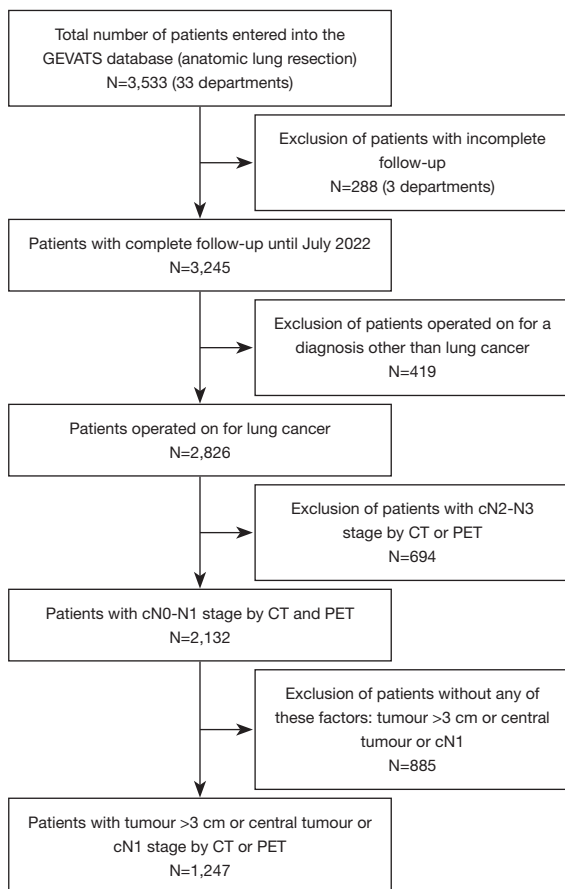 Total number of patients entered into the
GEVATS database (anatomic lung resection)
N=3,533 (33 departments)
Exclusion of patients with incomplete
follow-up
N=288 (3 departments)
Patients with complete follow-up until July 2022
N=3,245
Exclusion of patients operated on for a
diagnosis other than lung cancer
N=419
Patients operated on for lung cancer
N=2,826
Exclusion of patients with cN2-N3
stage by CT or PET
N=694
Patients with cN0-N1 stage by CT and PET
N=2,132
Exclusion of patients without any of
these factors: tumour >3 cm or central
tumour or cN1
N=885
Patients with tumour >3 cm or central tumour or
cN1 stage by CT or PET
N=1,247